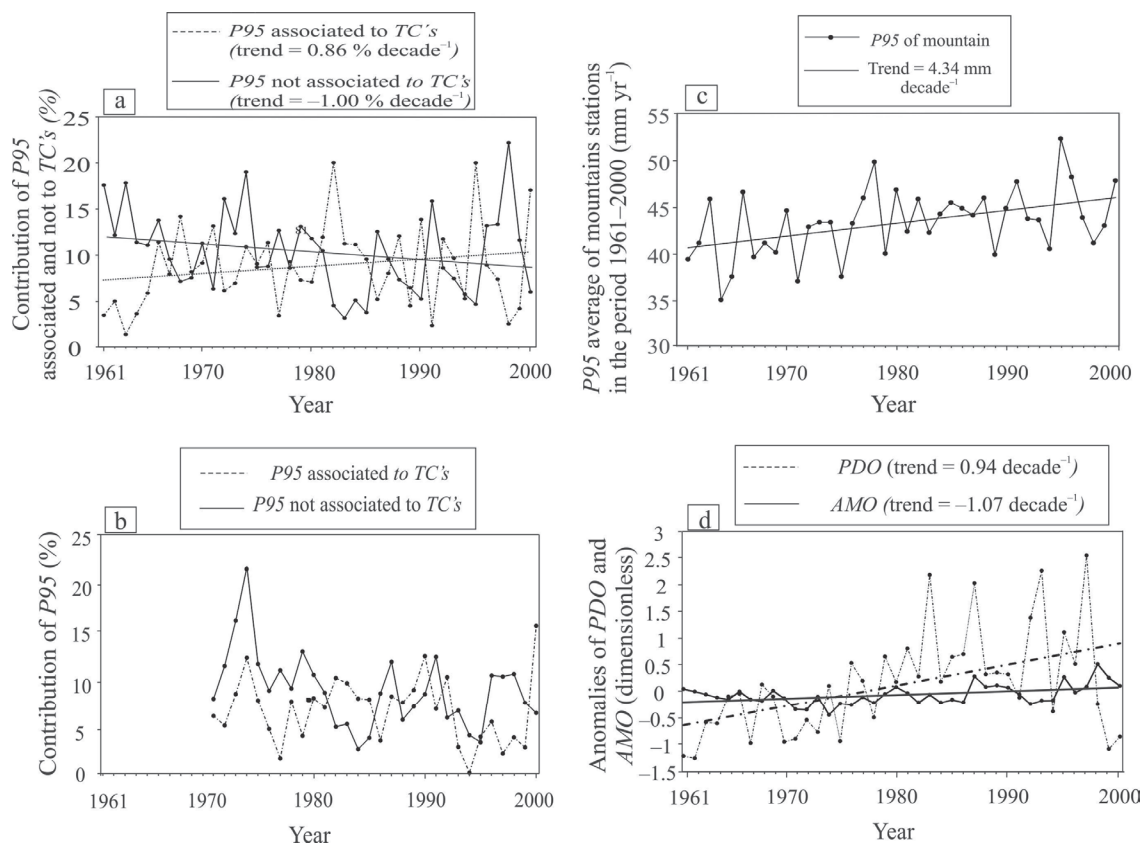 P95 associated to TC´s
(trend = 0.86 % decade⁻¹)
P95 not associated to TC’s
(trend = –1.00 % decade⁻¹)
a
Contribution of P95
associated and not to TC’s (%)
25
20
15
10
5
0
1961
1970
1980
1990
2000
Year
P95 of mountain
Trend = 4.34 mm
decade⁻¹
c
P95 average of mountains stations
in the period 1961–2000 (mm yr⁻¹)
55
50
45
40
35
30
1961
1970
1980
1990
2000
Year
P95 associated to TC’s
P95 not associated to TC’s
b
Contribution of P95 (%)
25
20
15
10
5
0
1961
1970
1980
1990
2000
Year
PDO (trend = 0.94 decade⁻¹)
AMO (trend = –1.07 decade⁻¹
d
Anomalies of PDO and
AMO (dimensionless)
3
2.5
2
1.5
1
0.5
0
–0.5
–1
–1.5
1961
1970
1980
1990
2000
Year